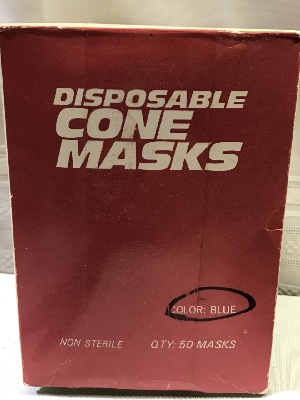 DISPOSABLE
CONE
MASKS
COLOR: BLUE
NON STERILE QTY: 50 MASKS